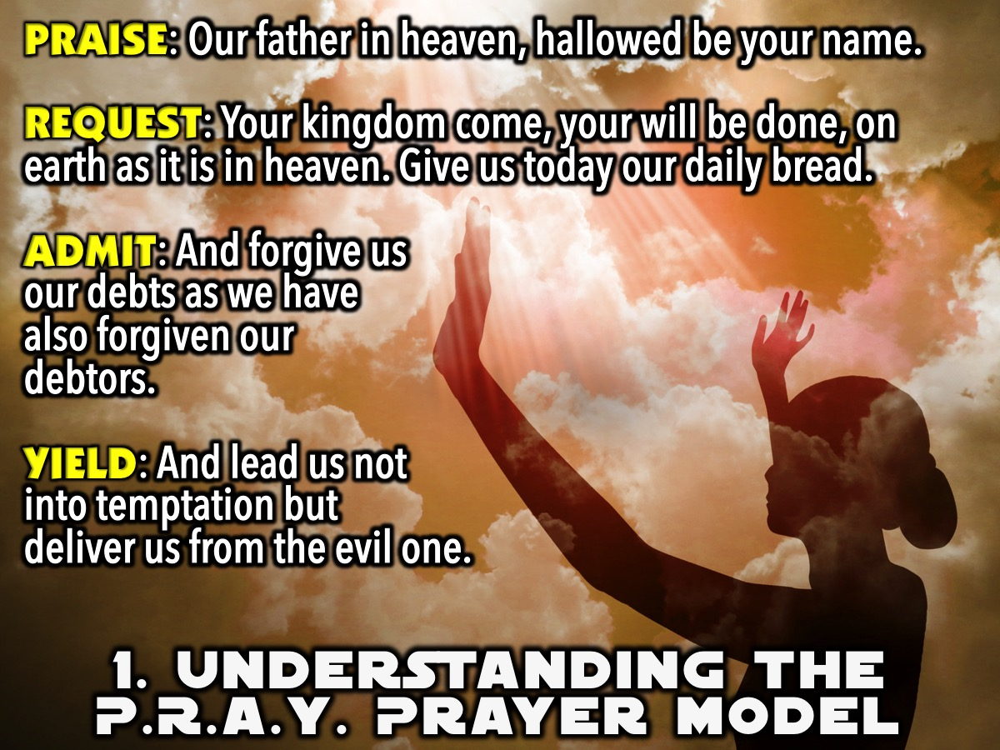 PRAISE: Our father in heaven, hallowed be your name.
REQUEST: Your kingdom come, your will be done, on
earth as it is in heaven. Give us today our daily bread.
ADMIT: And forgive us
our debts as we have
also forgiven our
debtors.
YIELD: And lead us not
into temptation but
deliver us from the evil one.
1. UNDERSTANDING THE
P.R.A.Y. PRAYER MODEL